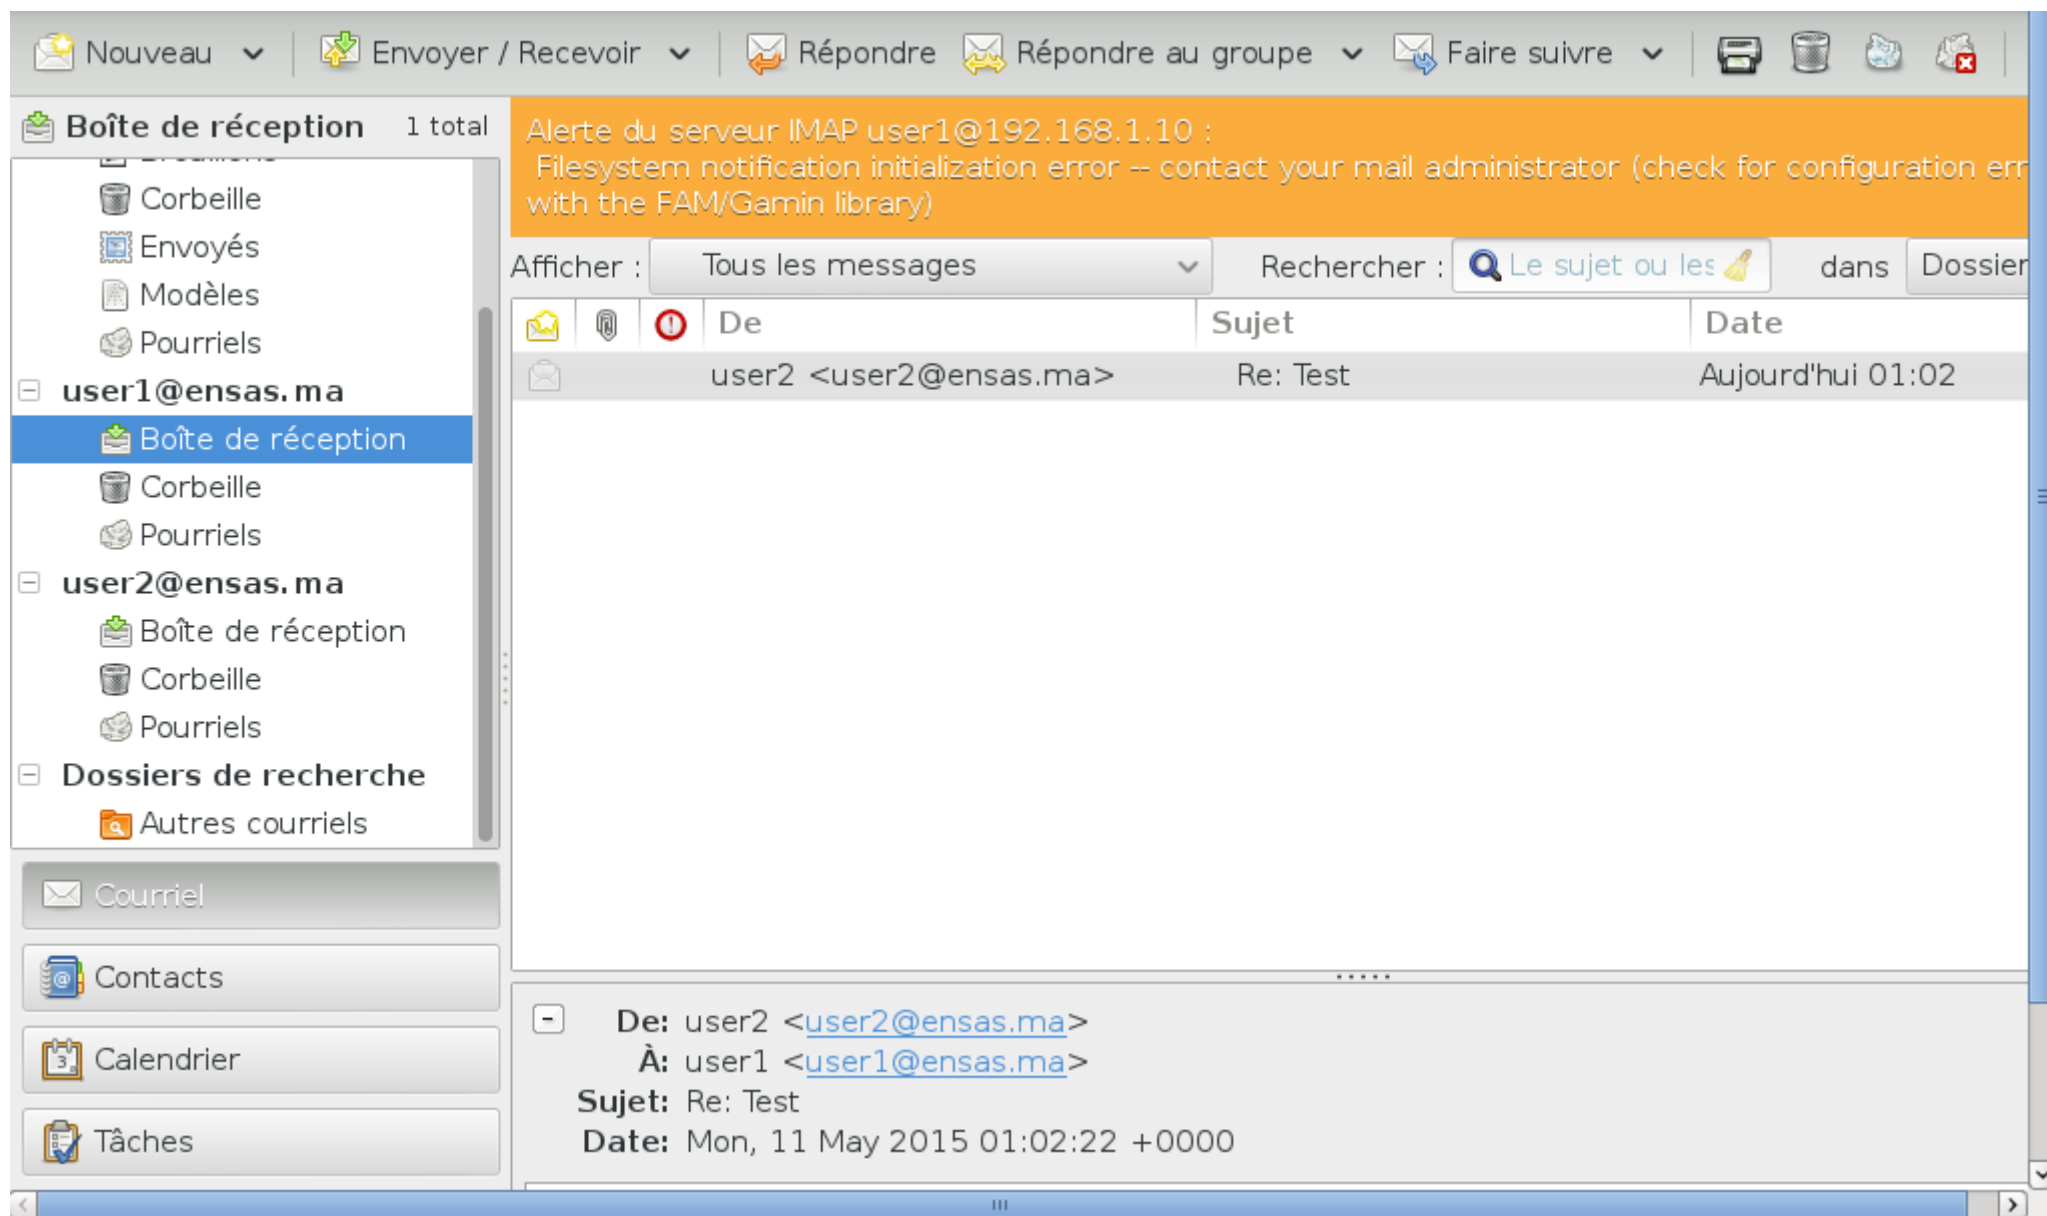 Nouveau Envoyer / Recevoir Répondre Répondre au groupe Faire suivre
Boîte de réception 1 total
Corbeille
Envoyés
Modèles
Pourriels
user1@ensas.ma
Boîte de réception
Corbeille
Pourriels
user2@ensas.ma
Boîte de réception
Corbeille
Pourriels
Dossiers de recherche
Autres courriels
Courriel
Contacts
Calendrier
Tâches
Alerte du serveur IMAP user1@192.168.1.10 :
Filesystem notification initialization error -- contact your mail administrator (check for configuration err
with the FAM/Gamin library)
Afficher : Tous les messages Rechercher : Le sujet ou les dans Dossier
De Sujet Date
user2 <user2@ensas.ma> Re: Test Aujourd'hui 01:02
De: user2 <user2@ensas.ma>
À: user1 <user1@ensas.ma>
Sujet: Re: Test
Date: Mon, 11 May 2015 01:02:22 +0000